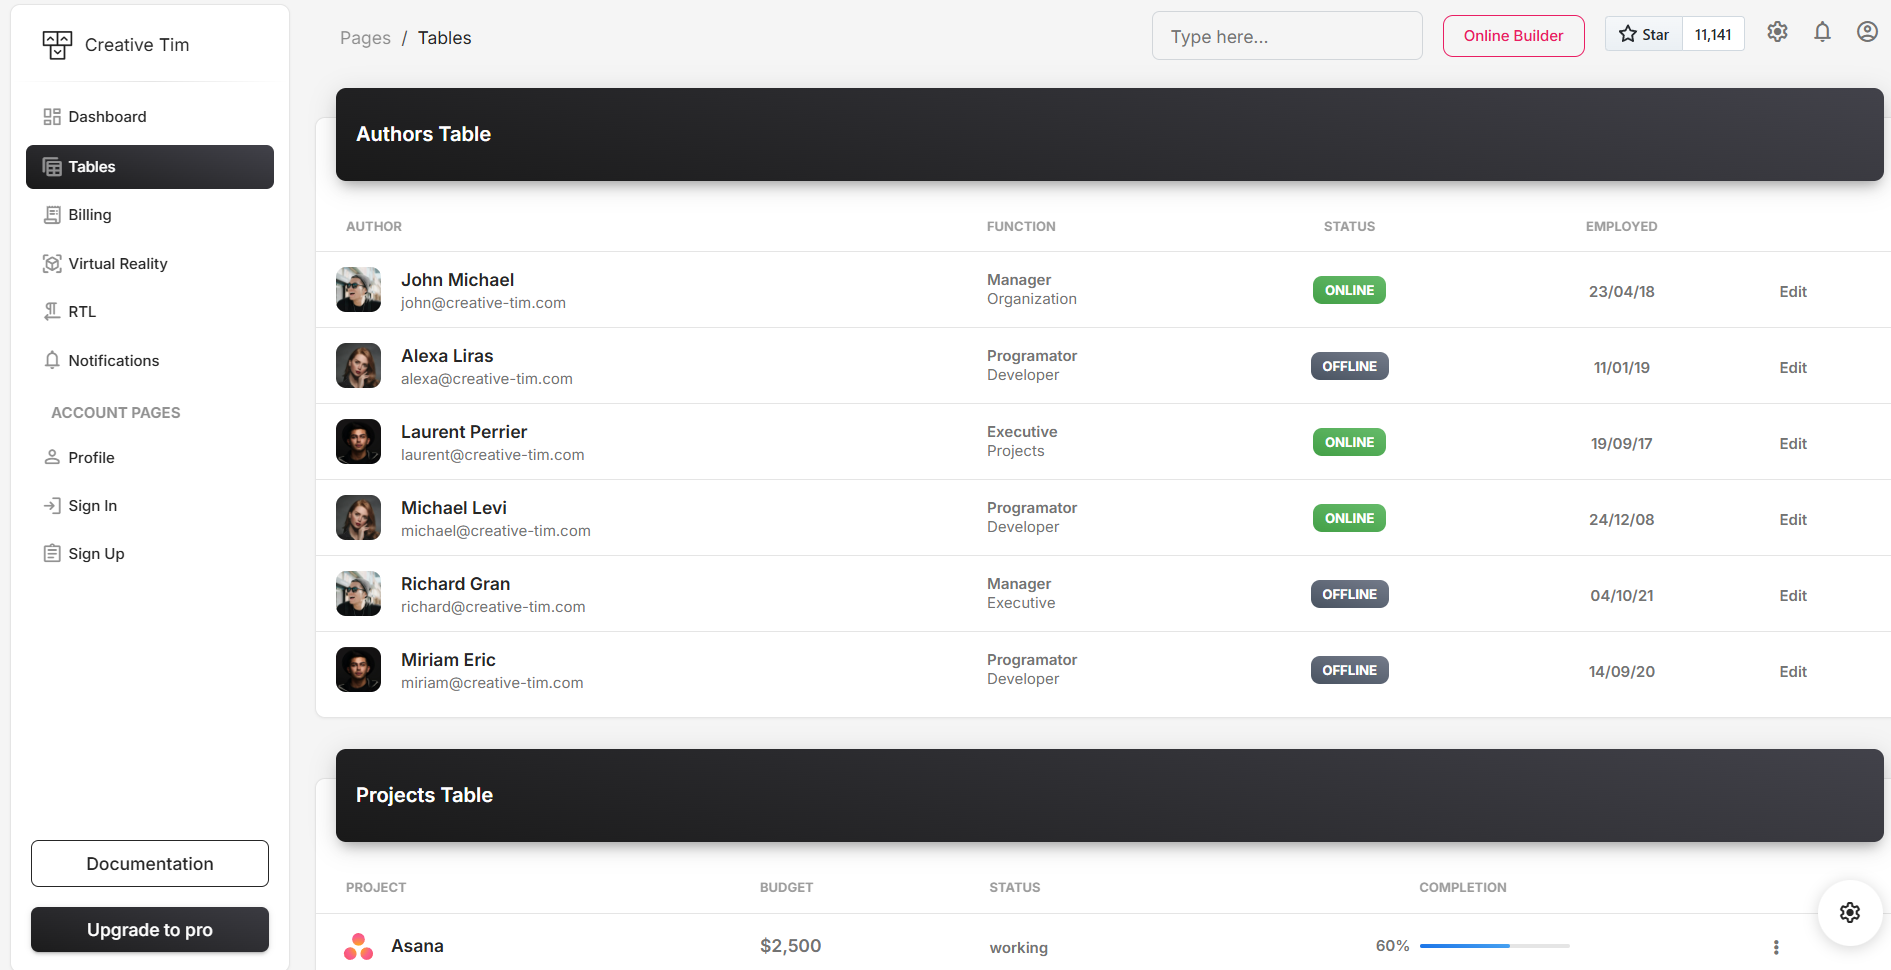 Creative Tim
Pages / Tables
Type here...
Online Builder
Star
11,141
Dashboard
Tables
Billing
Virtual Reality
RTL
Notifications
ACCOUNT PAGES
Profile
Sign In
Sign Up
Documentation
Upgrade to pro
Authors Table
AUTHOR FUNCTION STATUS EMPLOYED
John Michael
john@creative-tim.com
Manager
Organization
ONLINE
23/04/18
Edit
Alexa Liras
alexa@creative-tim.com
Programator
Developer
OFFLINE
11/01/19
Edit
Laurent Perrier
laurent@creative-tim.com
Executive
Projects
ONLINE
19/09/17
Edit
Michael Levi
michael@creative-tim.com
Programator
Developer
ONLINE
24/12/08
Edit
Richard Gran
richard@creative-tim.com
Manager
Executive
OFFLINE
04/10/21
Edit
Miriam Eric
miriam@creative-tim.com
Programator
Developer
OFFLINE
14/09/20
Edit
Projects Table
PROJECT BUDGET STATUS COMPLETION
Asana $2,500 working 60%